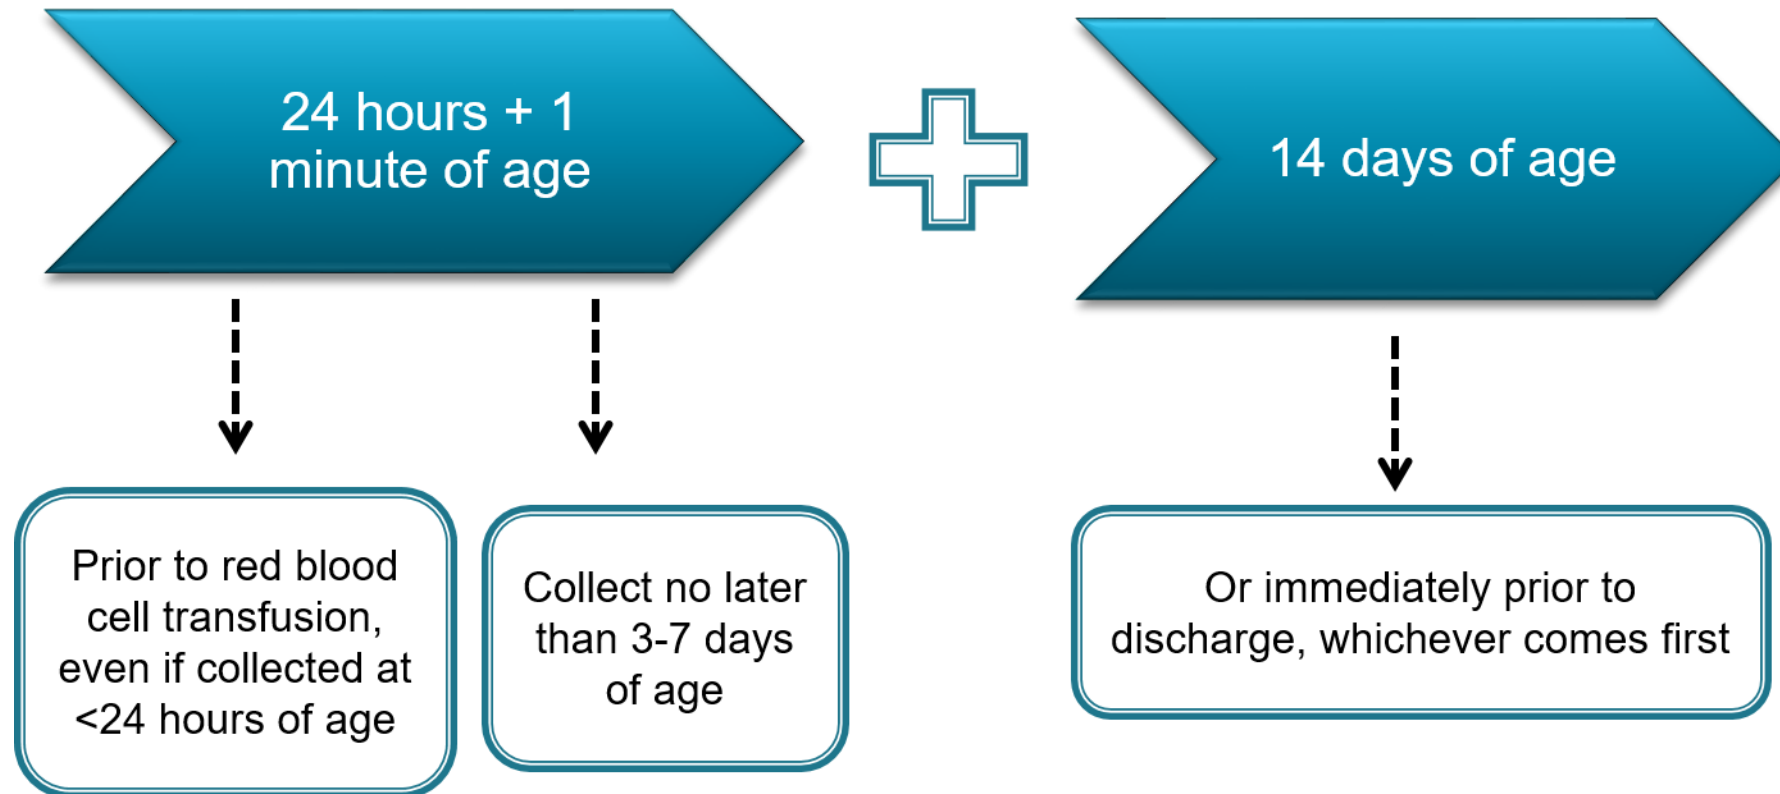 24 hours + 1
minute of age
14 days of age
Prior to red blood
cell transfusion,
even if collected at
<24 hours of age
Collect no later
than 3-7 days
of age
Or immediately prior to
discharge, whichever comes first